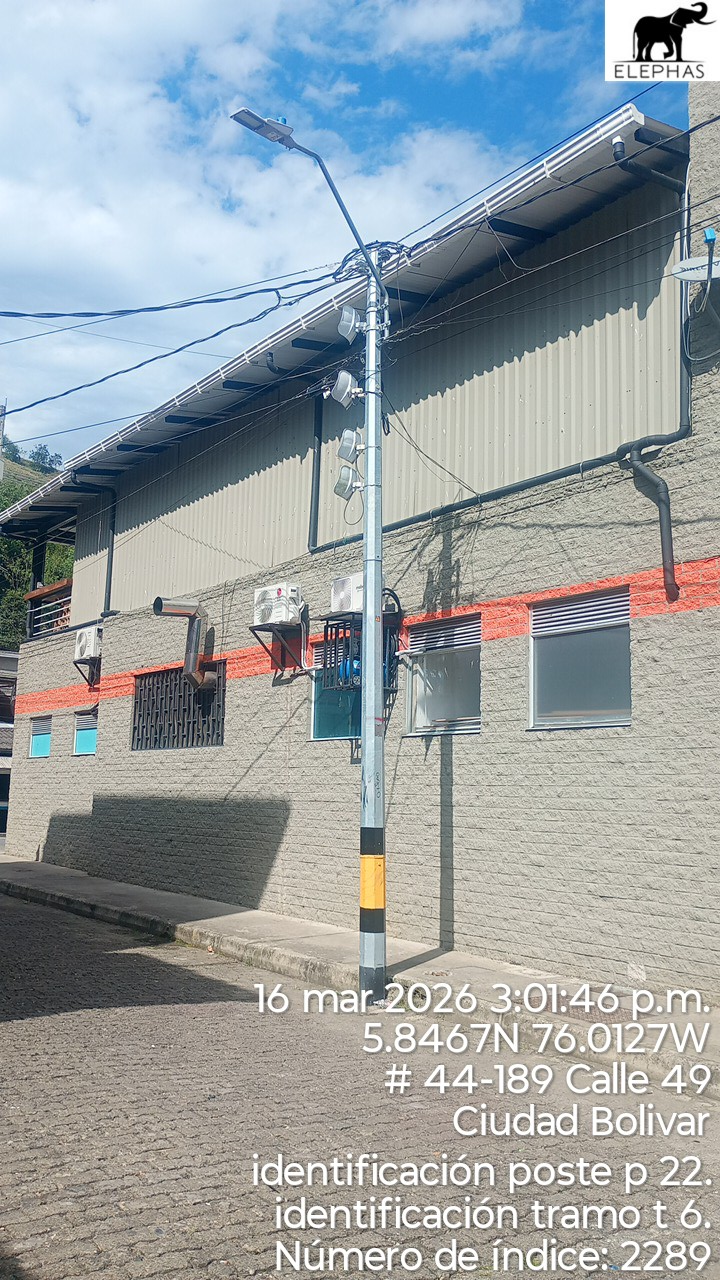 ELEPHAS
16 mar 2026 3:01:46 p.m.
5.8467N 76.0127W
# 44-189 Calle 49
Ciudad Bolivar
identificación poste p 22.
identificación tramo t 6.
Número de índice: 2289